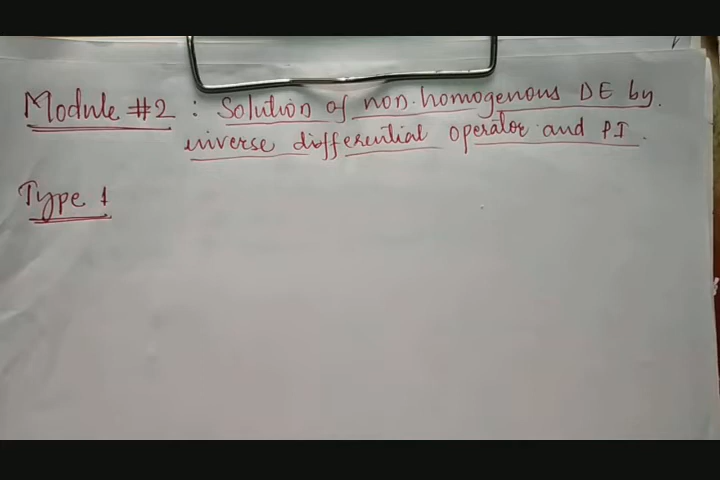 Module #2 : Solution of non.homogenous DE by.
inverse differential operator and PI.
Type 1